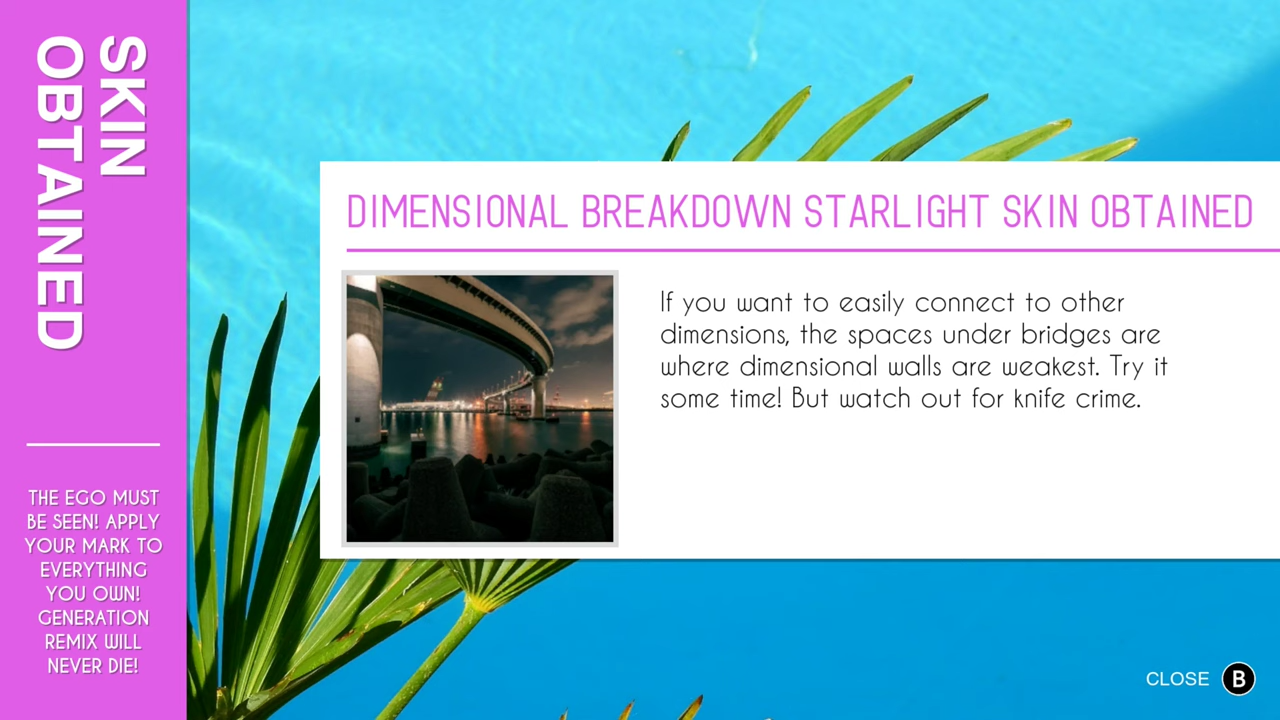 SKIN
OBTAINED
THE EGO MUST
BE SEEN! APPLY
YOUR MARK TO
EVERYTHING
YOU OWN!
GENERATION
REMIX WILL
NEVER DIE!
DIMENSIONAL BREAKDOWN STARLIGHT SKIN OBTAINED
If you want to easily connect to other
dimensions, the spaces under bridges are
where dimensional walls are weakest. Try it
some time! But watch out for knife crime.
CLOSE B